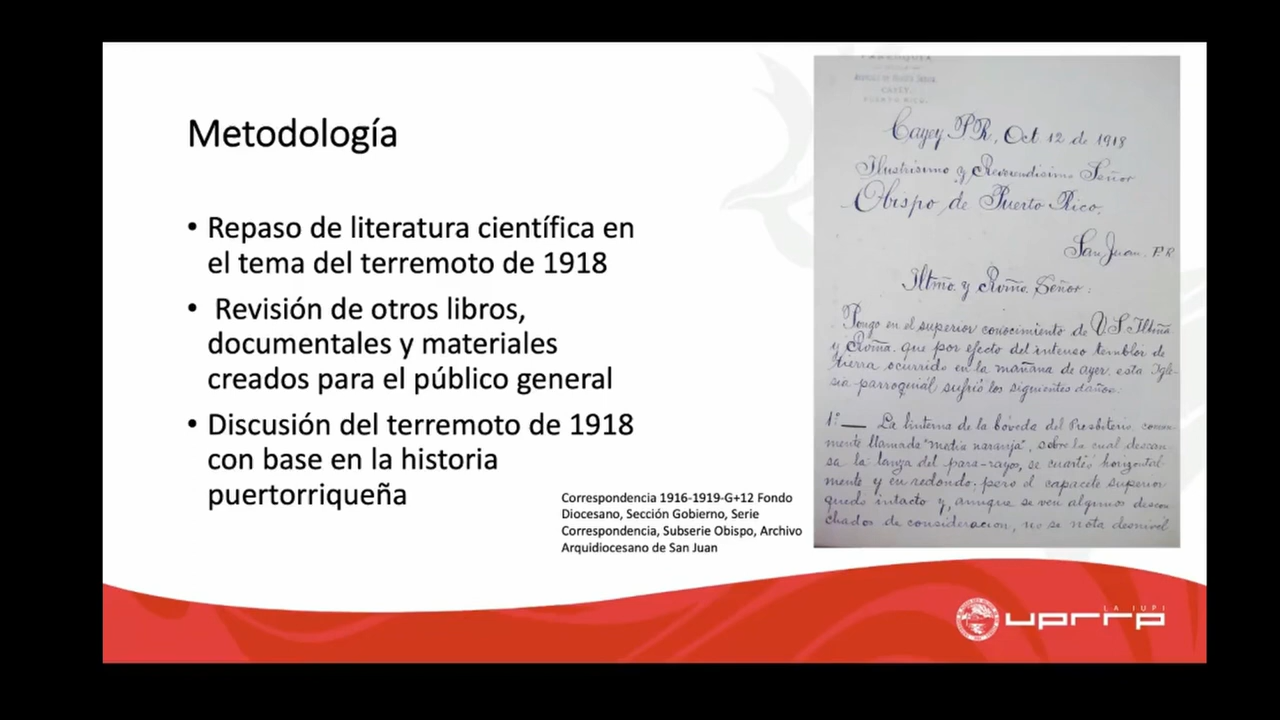 Metodología
• Repaso de literatura científica en
el tema del terremoto de 1918
• Revisión de otros libros,
documentales y materiales
creados para el público general
• Discusión del terremoto de 1918
con base en la historia
puertorriqueña
Correspondencia 1916-1919-G+12 Fondo
Diocesano, Sección Gobierno, Serie
Correspondencia, Subserie Obispo, Archivo
Arquidiocesano de San Juan
CAYEY
PUERTO RICO
Cayey P.R., Oct. 12 de 1918
Ilustrísimo y Reverendísimo Señor
Obispo de Puerto Rico.
San Juan. P.R
Iltmo. y Rvmo. Señor:
Pongo en el superior conocimiento de V.S. Iltma
y Rvma. que por efecto del intenso temblor de
tierra ocurrido en la mañana de ayer, esta Igle-
sia parroquial sufrió los siguientes daños:
1º— La linterna de la bóveda del Presbiterio, comun-
mente llamada "media naranja", sobre la cual descan-
sa la lanza del para-rayos, se cuarteó horizontal-
mente y en redondo; pero el capacete superior
quedó intacto y, aunque se ven algunos descon-
chados de consideracion, no se nota desnivel
LA IUPI
uprrp